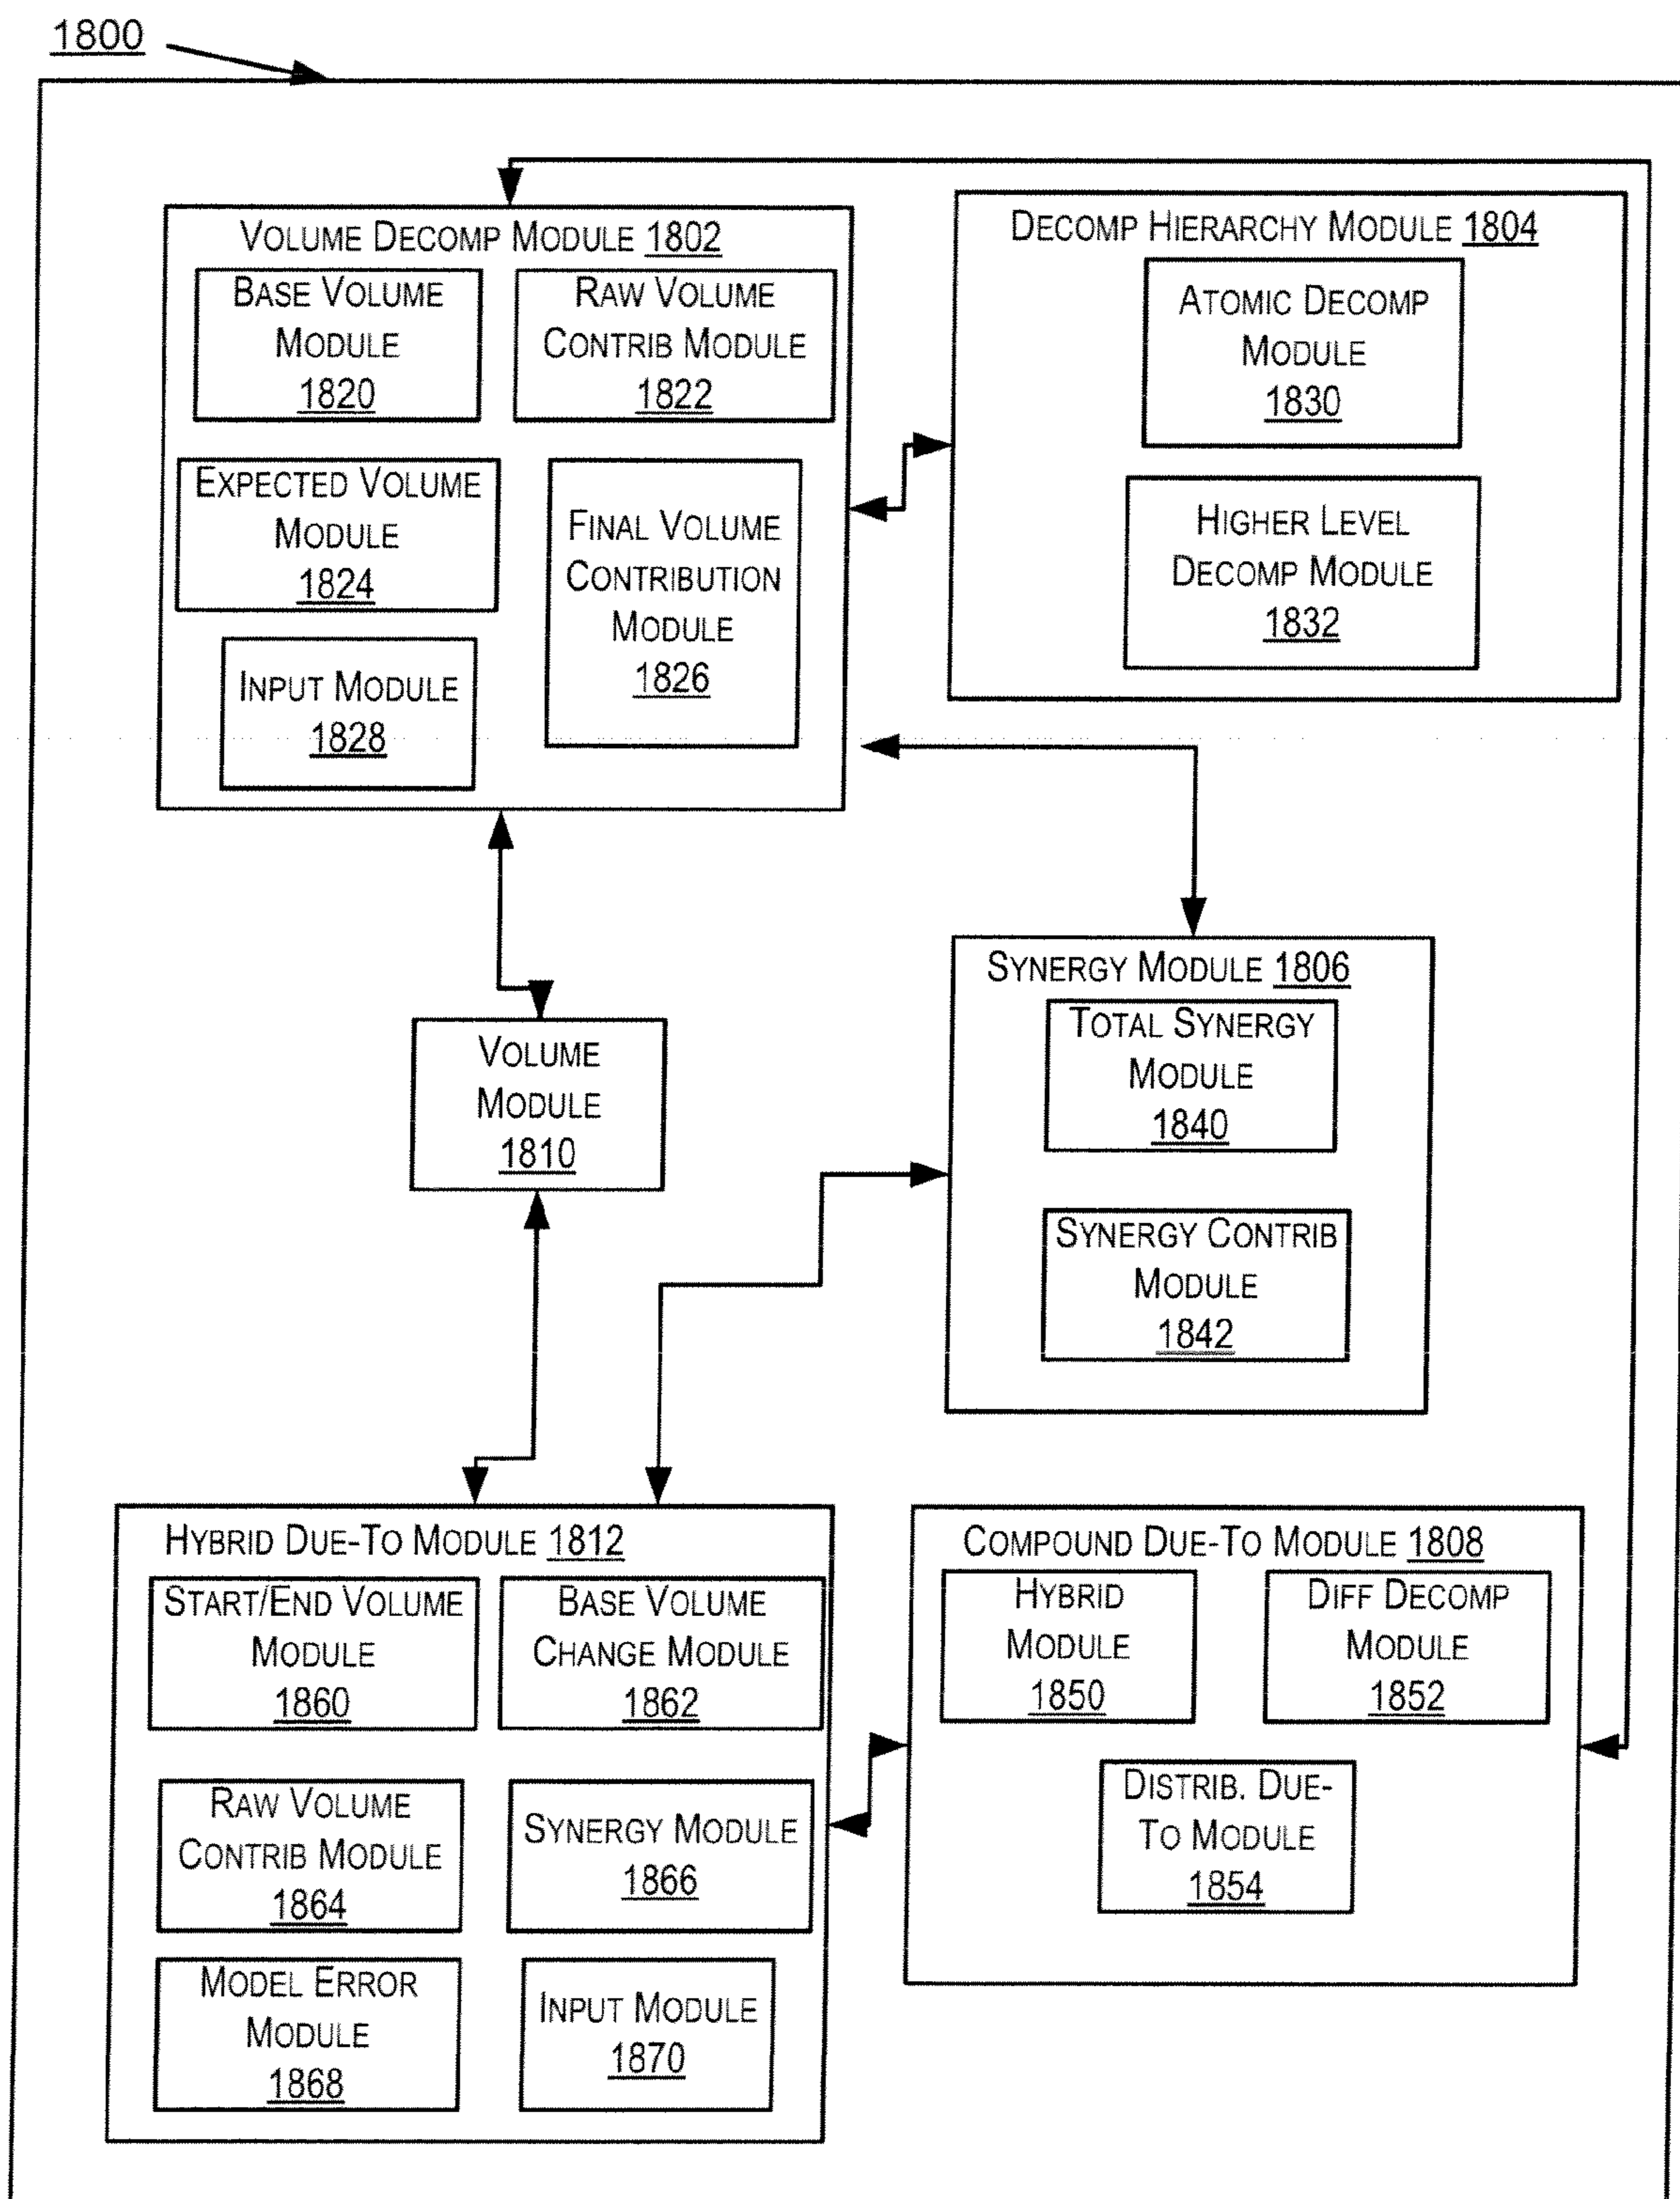 1800
VOLUME DECOMP MODULE 1802
BASE VOLUME
MODULE
1820
RAW VOLUME
CONTRIB MODULE
1822
EXPECTED VOLUME
MODULE
1824
FINAL VOLUME
CONTRIBUTION
MODULE
1826
INPUT MODULE
1828
DECOMP HIERARCHY MODULE 1804
ATOMIC DECOMP
MODULE
1830
HIGHER LEVEL
DECOMP MODULE
1832
VOLUME
MODULE
1810
SYNERGY MODULE 1806
TOTAL SYNERGY
MODULE
1840
SYNERGY CONTRIB
MODULE
1842
HYBRID DUE-TO MODULE 1812
START/END VOLUME
MODULE
1860
BASE VOLUME
CHANGE MODULE
1862
RAW VOLUME
CONTRIB MODULE
1864
SYNERGY MODULE
1866
MODEL ERROR
MODULE
1868
INPUT MODULE
1870
COMPOUND DUE-TO MODULE 1808
HYBRID
MODULE
1850
DIFF DECOMP
MODULE
1852
DISTRIB. DUE-
TO MODULE
1854